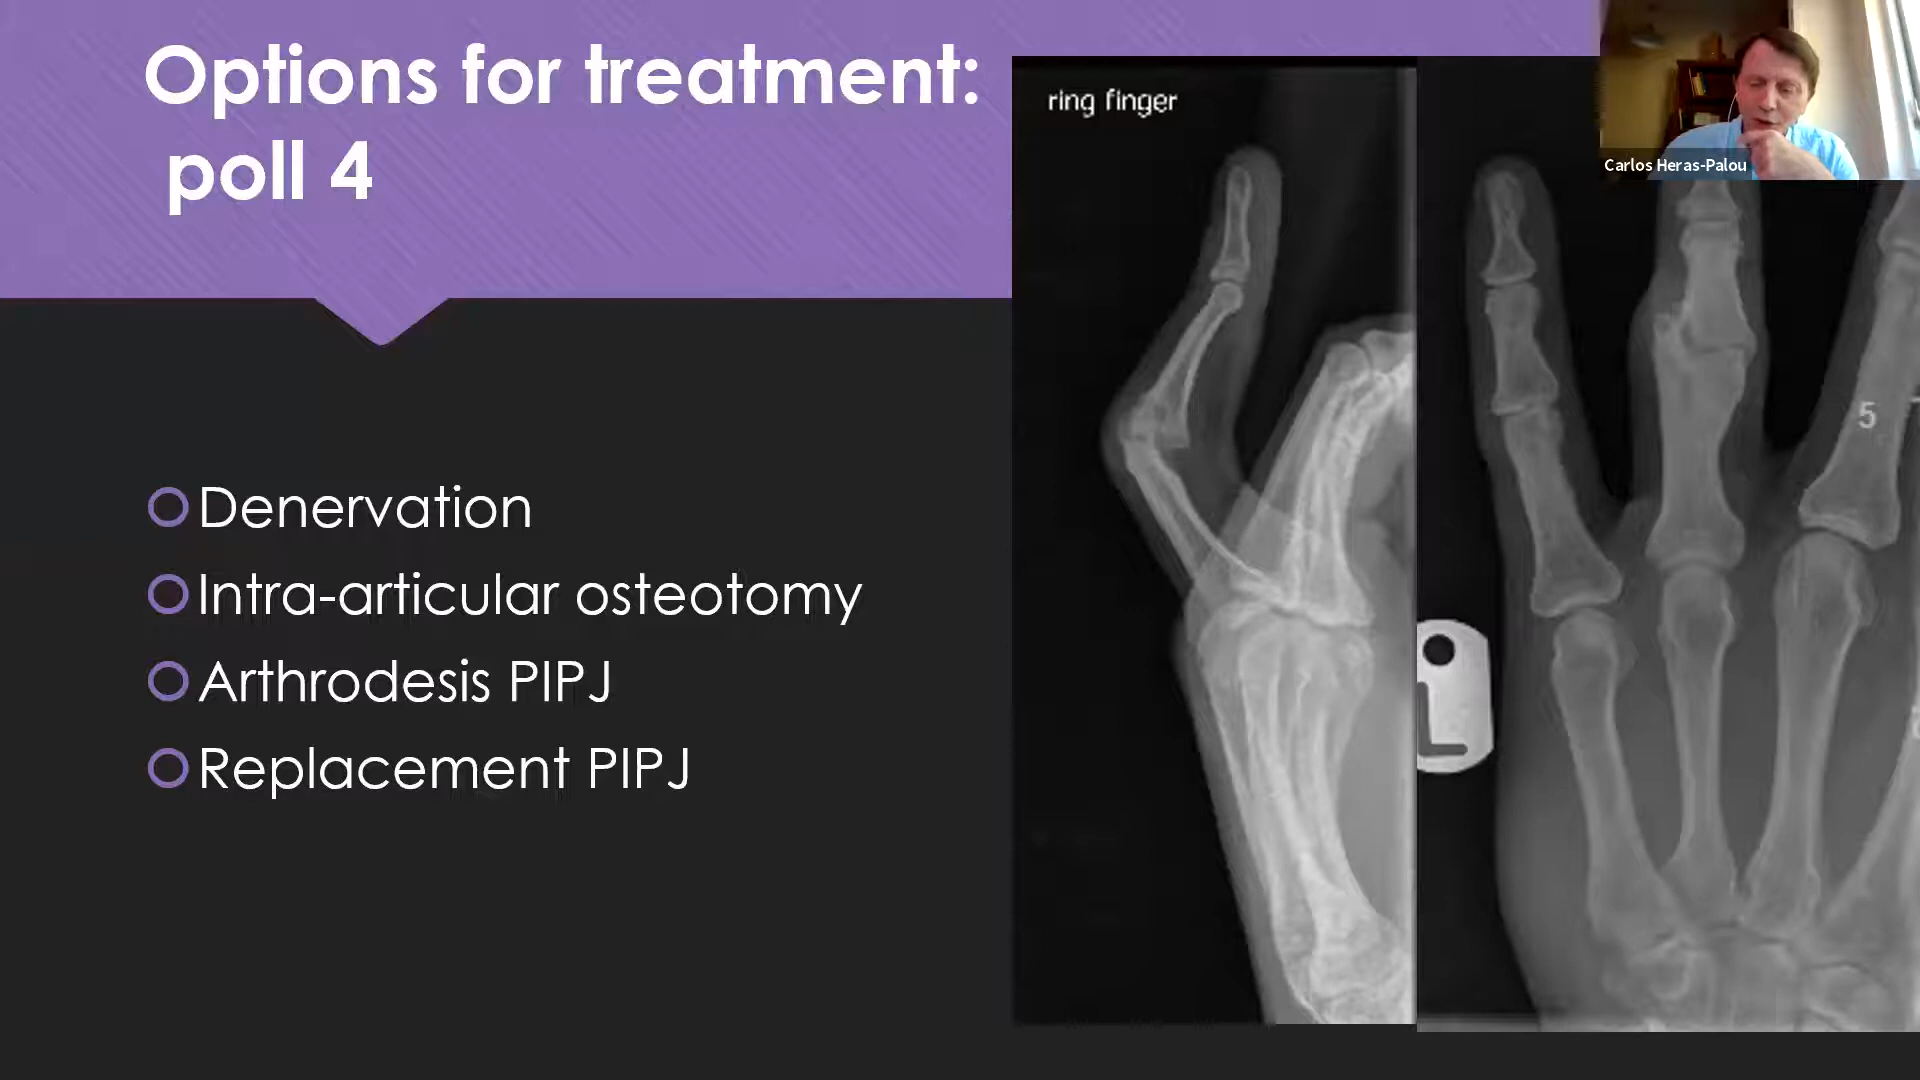 Options for treatment:
poll 4
ring finger
Carlos Heras-Palou
Denervation
Intra-articular osteotomy
Arthrodesis PIPJ
Replacement PIPJ
5
L